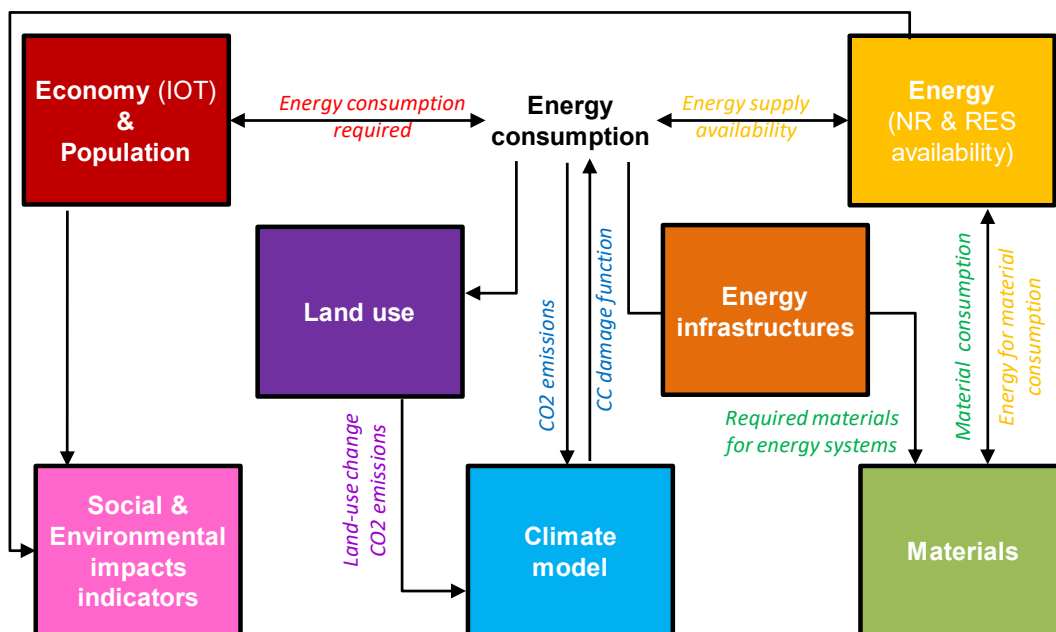 Economy (IOT)
&
Population
Energy consumption
required
Energy
consumption
Energy supply
availability
Energy
(NR & RES
availability)
Land use
CO2 emissions
CC damage function
Energy
infrastructures
Material consumption
Energy for material
consumption
Land-use change
CO2 emissions
Required materials
for energy systems
Social &
Environmental
impacts
indicators
Climate
model
Materials